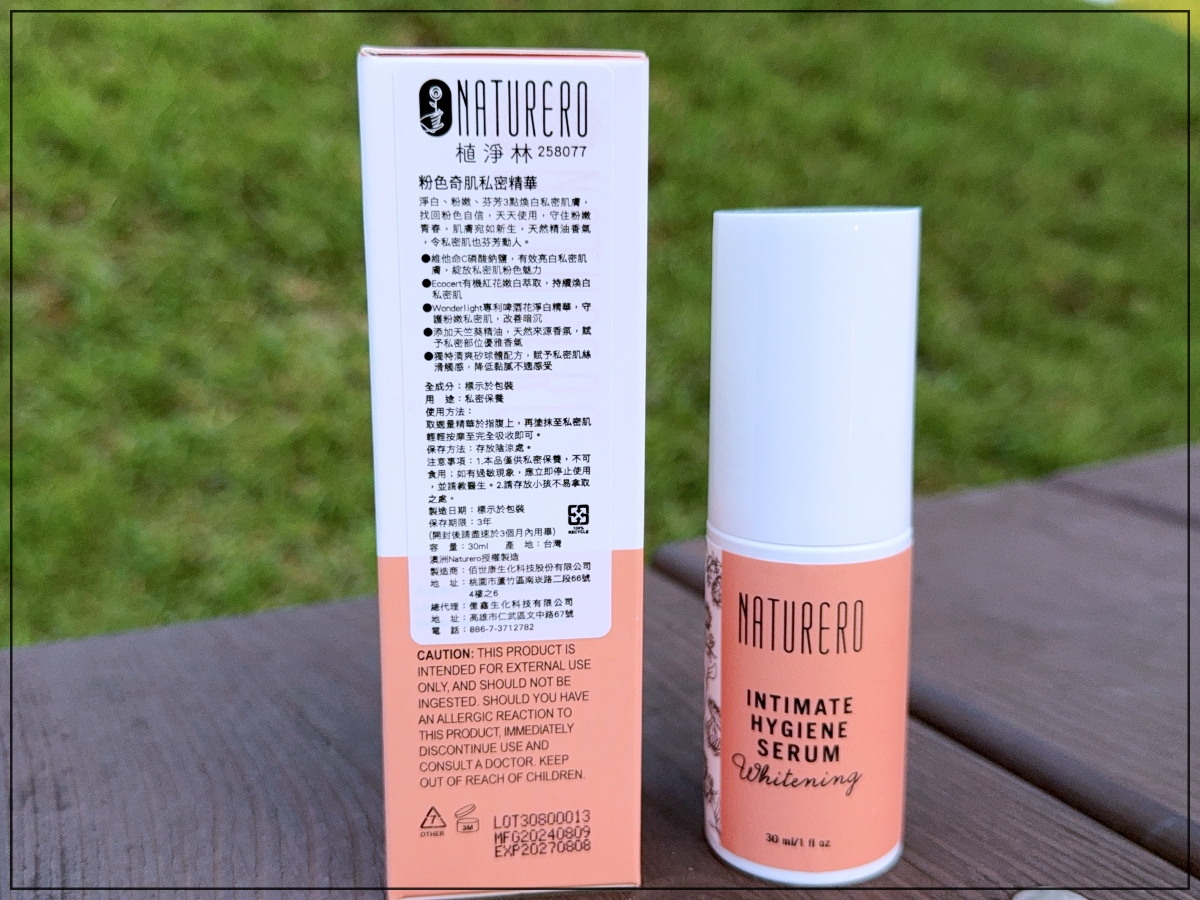 NATURERO
植淨林 258077
粉色奇肌私密精華
淨白、粉嫩、芬芳3點煥白私密肌膚，
找回粉色自信，天天使用，守住粉嫩
青春，肌膚宛如新生，天然精油香氣
，令私密肌也芬芳動人。
●維他命C磷酸鈉鹽，有效亮白私密肌
膚，綻放私密肌粉色魅力
●Ecocert有機紅花嫩白萃取，持續煥白
私密肌
●Wonderlight專利啤酒花淨白精華，守
護粉嫩私密肌，改善暗沉
●添加天竺葵精油，天然來源香氛，賦
予私密部位優雅香氣
●獨特清爽矽球體配方，賦予私密肌絲
滑觸感，降低黏膩不適感受
全成分：標示於包裝
用　途：私密保養
使用方法：
取適量精華於指腹上，再塗抹至私密肌
輕輕按摩至完全吸收即可。
保存方法：存放陰涼處。
注意事項：1.本品僅供私密保養，不可
食用；如有過敏現象，應立即停止使用
，並請教醫生。2.請存放小孩不易拿取
之處。
製造日期：標示於包裝
保存期限：3年
(開封後請盡速於3個月內用畢)
100%
RECYCLE
容　量：30ml　產　地：台灣
澳洲Naturero授權製造
製造商：佰世康生化科技股份有限公司
地　址：桃園市蘆竹區南崁路二段66號
4樓之6
總代理：億鑫生化科技有限公司
地　址：高雄市仁武區文中路67號
電　話：886-7-3712782
CAUTION: THIS PRODUCT IS
INTENDED FOR EXTERNAL USE
ONLY, AND SHOULD NOT BE
INGESTED. SHOULD YOU HAVE
AN ALLERGIC REACTION TO
THIS PRODUCT, IMMEDIATELY
DISCONTINUE USE AND
CONSULT A DOCTOR. KEEP
OUT OF REACH OF CHILDREN.
7
OTHER
3M
LOT30800013
MFG20240809
EXP20270808
NATURERO
INTIMATE
HYGIENE
SERUM
Whitening
30 ml/1 fl oz